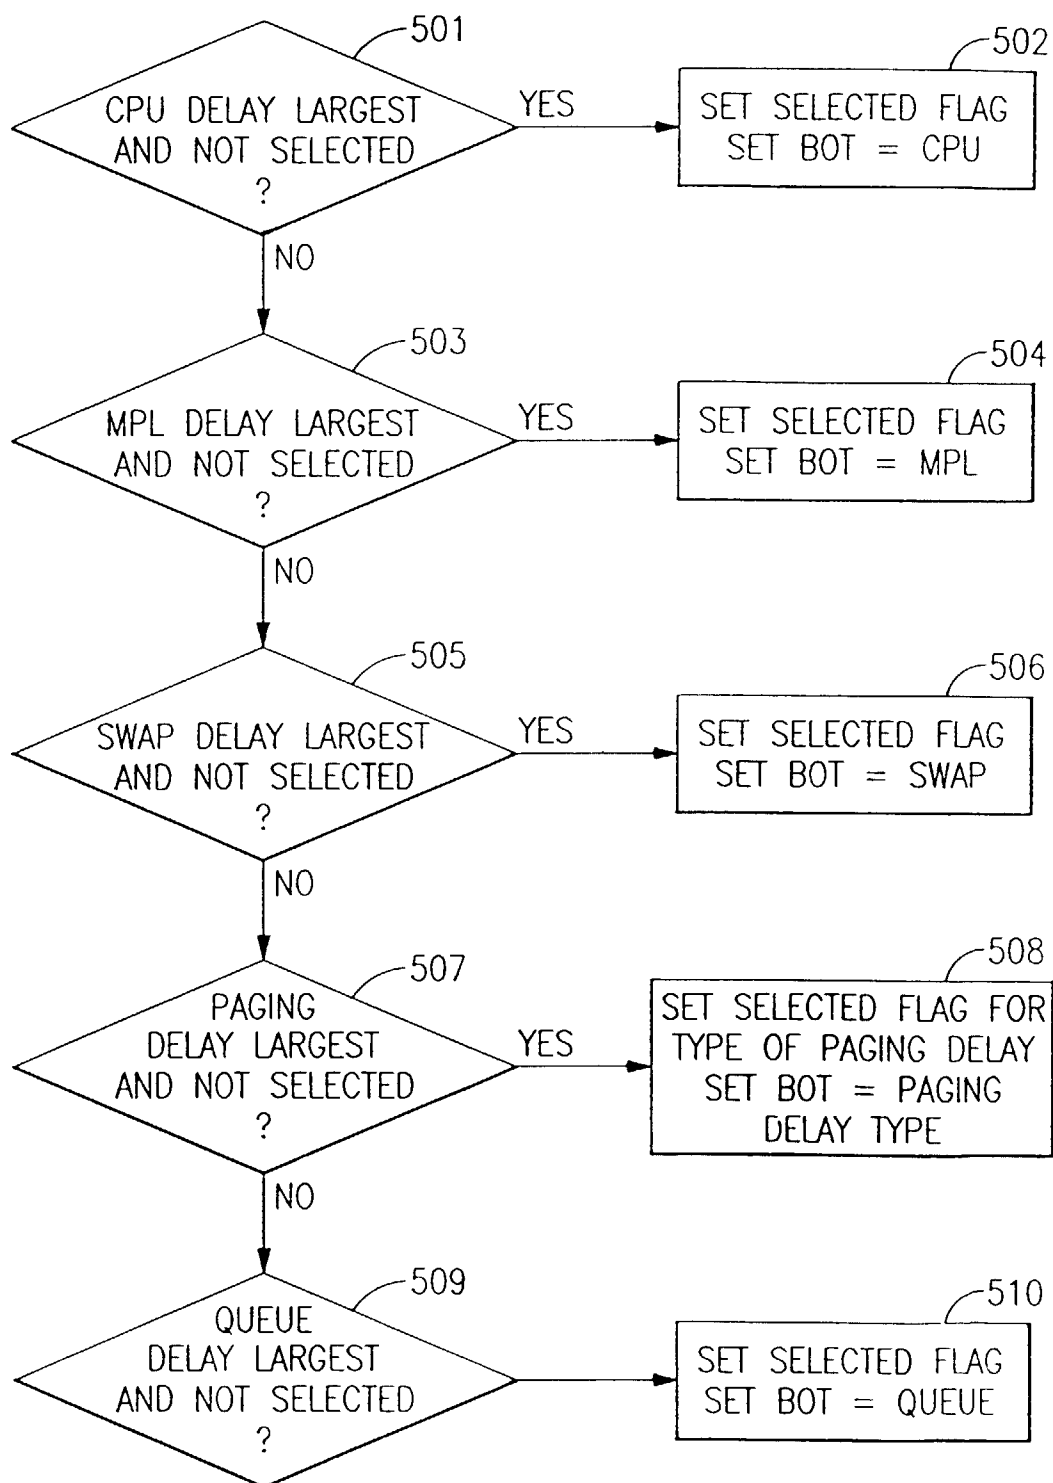 501
CPU DELAY LARGEST
AND NOT SELECTED
?
YES
502
SET SELECTED FLAG
SET BOT = CPU
NO
503
MPL DELAY LARGEST
AND NOT SELECTED
?
YES
504
SET SELECTED FLAG
SET BOT = MPL
NO
505
SWAP DELAY LARGEST
AND NOT SELECTED
?
YES
506
SET SELECTED FLAG
SET BOT = SWAP
NO
507
PAGING
DELAY LARGEST
AND NOT SELECTED
?
YES
508
SET SELECTED FLAG FOR
TYPE OF PAGING DELAY
SET BOT = PAGING
DELAY TYPE
NO
509
QUEUE
DELAY LARGEST
AND NOT SELECTED
?
510
SET SELECTED FLAG
SET BOT = QUEUE